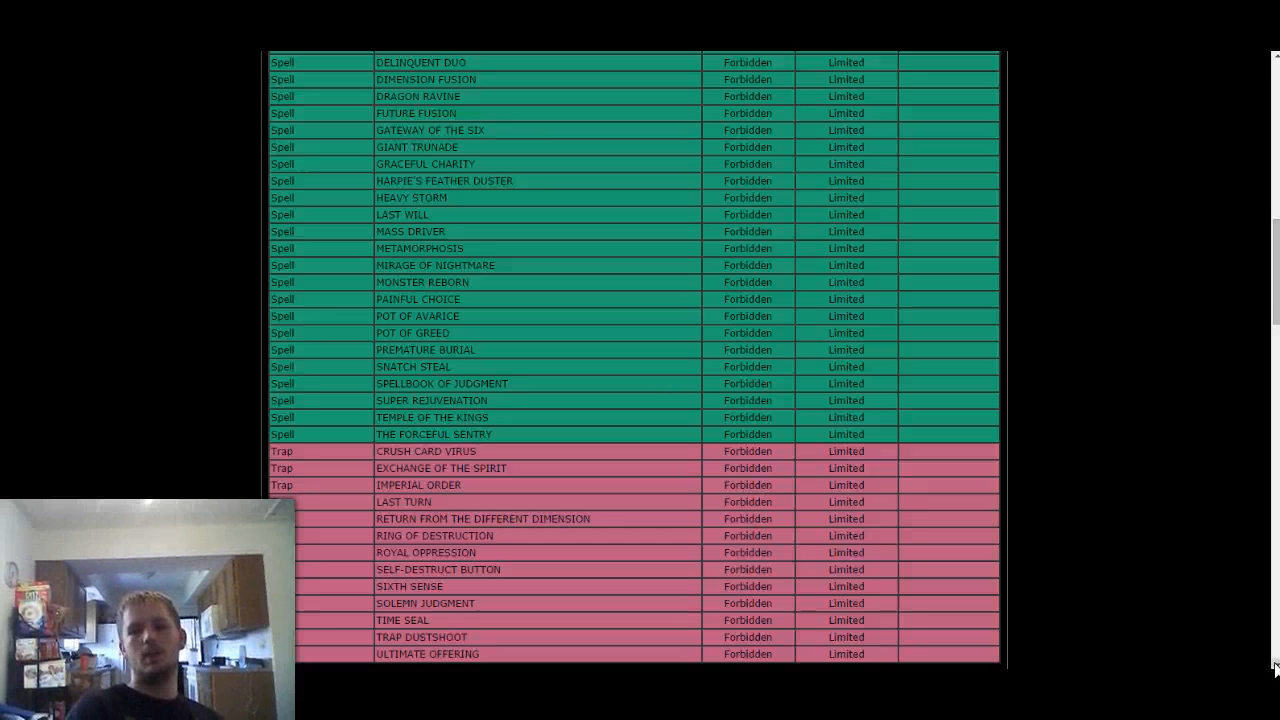 Spell DELINQUENT DUO Forbidden Limited
Spell DIMENSION FUSION Forbidden Limited
Spell DRAGON RAVINE Forbidden Limited
Spell FUTURE FUSION Forbidden Limited
Spell GATEWAY OF THE SIX Forbidden Limited
Spell GIANT TRUNADE Forbidden Limited
Spell GRACEFUL CHARITY Forbidden Limited
Spell HARPIE'S FEATHER DUSTER Forbidden Limited
Spell HEAVY STORM Forbidden Limited
Spell LAST WILL Forbidden Limited
Spell MASS DRIVER Forbidden Limited
Spell METAMORPHOSIS Forbidden Limited
Spell MIRAGE OF NIGHTMARE Forbidden Limited
Spell MONSTER REBORN Forbidden Limited
Spell PAINFUL CHOICE Forbidden Limited
Spell POT OF AVARICE Forbidden Limited
Spell POT OF GREED Forbidden Limited
Spell PREMATURE BURIAL Forbidden Limited
Spell SNATCH STEAL Forbidden Limited
Spell SPELLBOOK OF JUDGMENT Forbidden Limited
Spell SUPER REJUVENATION Forbidden Limited
Spell TEMPLE OF THE KINGS Forbidden Limited
Spell THE FORCEFUL SENTRY Forbidden Limited
Trap CRUSH CARD VIRUS Forbidden Limited
Trap EXCHANGE OF THE SPIRIT Forbidden Limited
Trap IMPERIAL ORDER Forbidden Limited
LAST TURN Forbidden Limited
RETURN FROM THE DIFFERENT DIMENSION Forbidden Limited
RING OF DESTRUCTION Forbidden Limited
ROYAL OPPRESSION Forbidden Limited
SELF-DESTRUCT BUTTON Forbidden Limited
SIXTH SENSE Forbidden Limited
SOLEMN JUDGMENT Forbidden Limited
TIME SEAL Forbidden Limited
TRAP DUSTSHOOT Forbidden Limited
ULTIMATE OFFERING Forbidden Limited